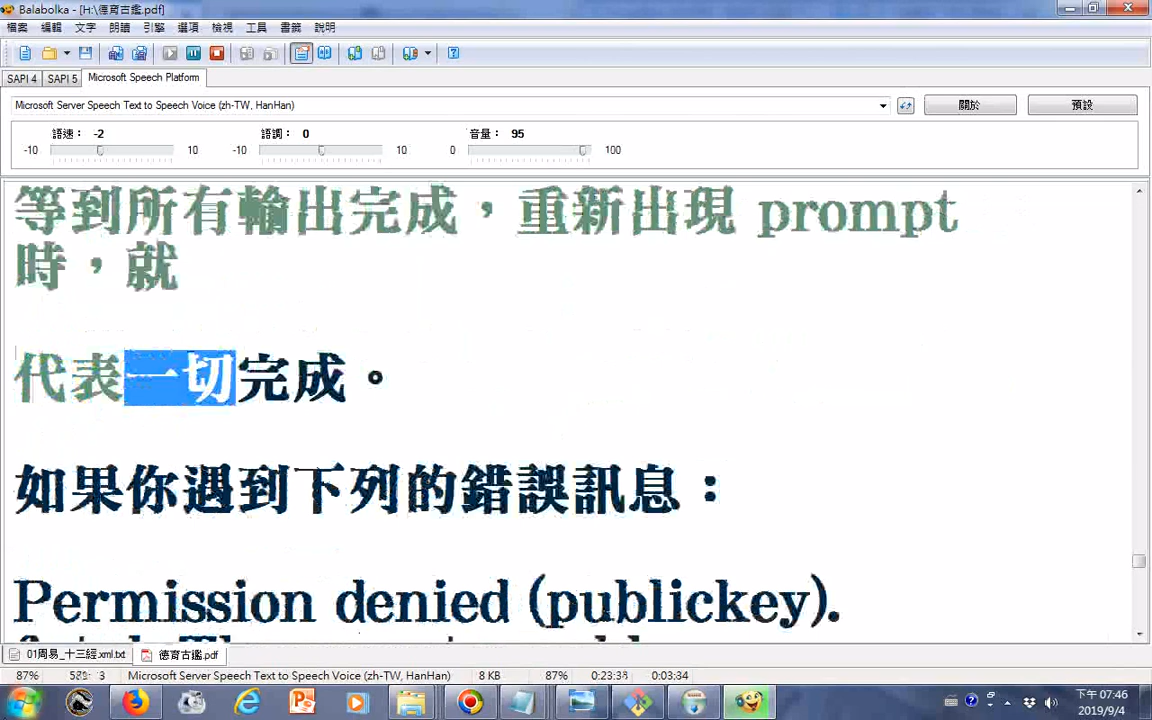 Balabolka - [H:\德育古鑑.pdf]
檔案 編輯 文字 朗讀 引擎 選項 檢視 工具 書籤 說明
SAPI 4 SAPI 5 Microsoft Speech Platform
Microsoft Server Speech Text to Speech Voice (zh-TW, HanHan) 關於 預設
語速： -2 語調： 0 音量： 95
-10 10 -10 10 0 100
等到所有輸出完成，重新出現 prompt
時，就
代表一切完成。
如果你遇到下列的錯誤訊息：
Permission denied (publickey).
01周易_十三經.xml.txt 德育古鑑.pdf
87% Microsoft Server Speech Text to Speech Voice (zh-TW, HanHan) 8 KB 87% 0:03:34
下午 07:46
2019/9/4